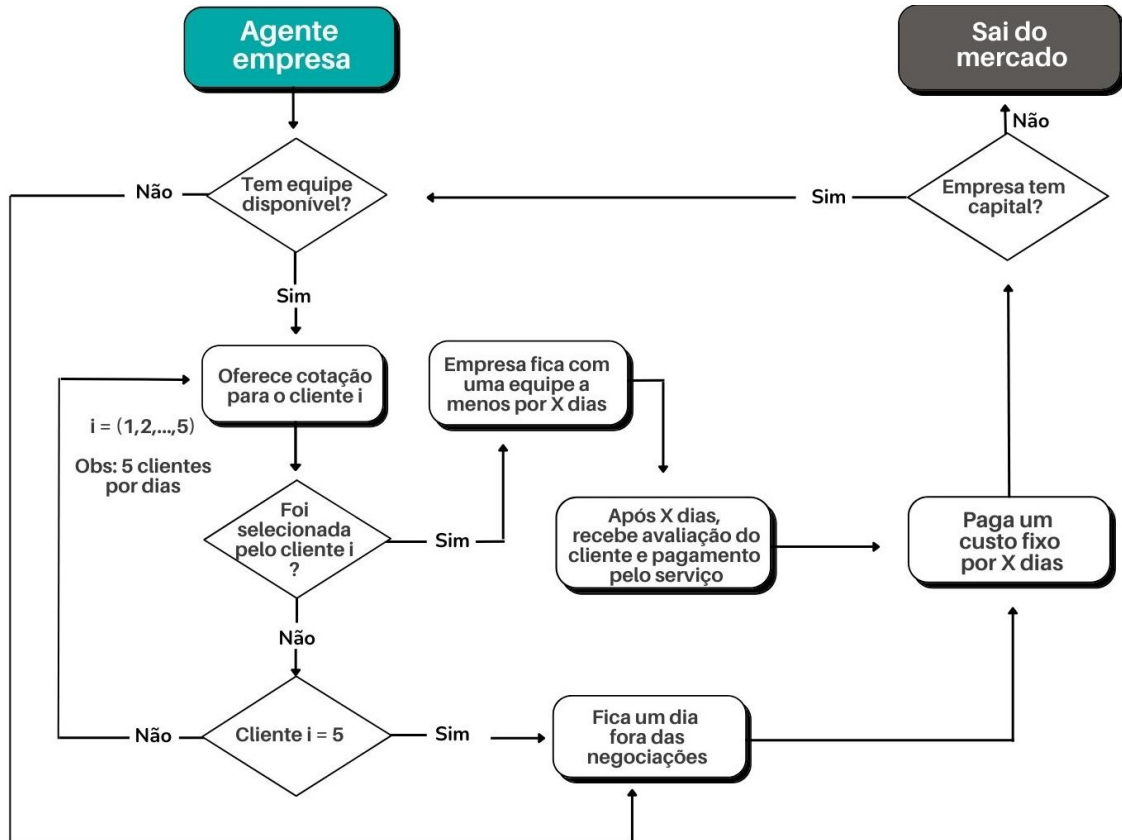 Agente
empresa
Sai do
mercado
Não
Tem equipe
disponível?
Não
Sim
Empresa tem
capital?
Sim
Oferece cotação
para o cliente i
Empresa fica com
uma equipe a
menos por X dias
i = (1,2,...,5)
Obs: 5 clientes
por dias
Foi
selecionada
pelo cliente i
?
Sim
Após X dias,
recebe avaliação do
cliente e pagamento
pelo serviço
Paga um
custo fixo
por X dias
Não
Cliente i = 5
Não
Sim
Fica um dia
fora das
negociações